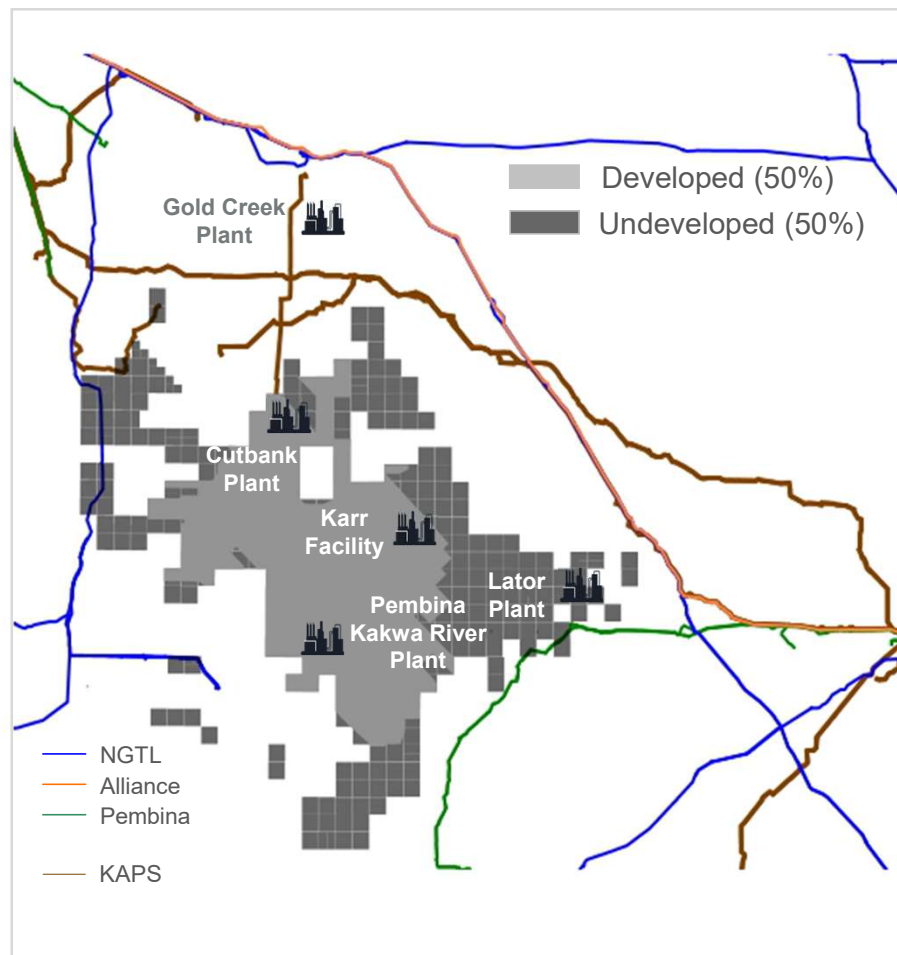 Developed (50%)
Undeveloped (50%)
Gold Creek
Plant
Cutbank
Plant
Karr
Facility
Lator
Plant
Pembina
Kakwa River
Plant
NGTL
Alliance
Pembina
KAPS